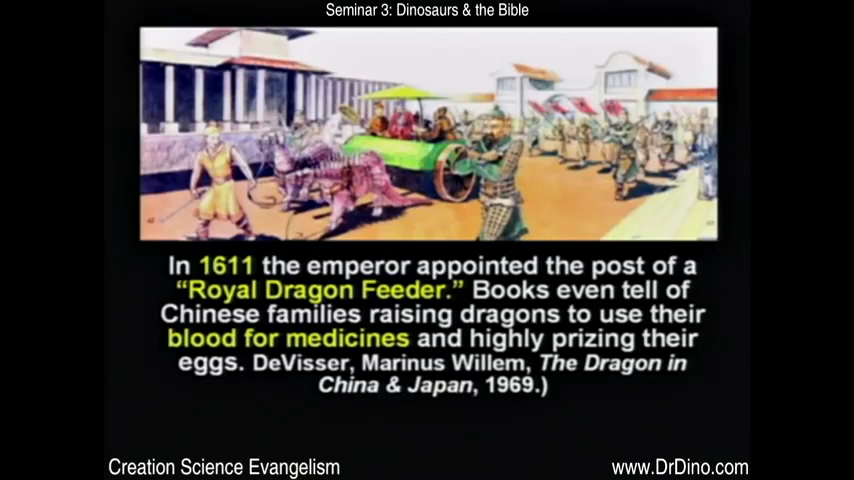 Seminar 3: Dinosaurs & the Bible
In 1611 the emperor appointed the post of a
“Royal Dragon Feeder.” Books even tell of
Chinese families raising dragons to use their
blood for medicines and highly prizing their
eggs. DeVisser, Marinus Willem, The Dragon in
China & Japan, 1969.)
Creation Science Evangelism
www.DrDino.com